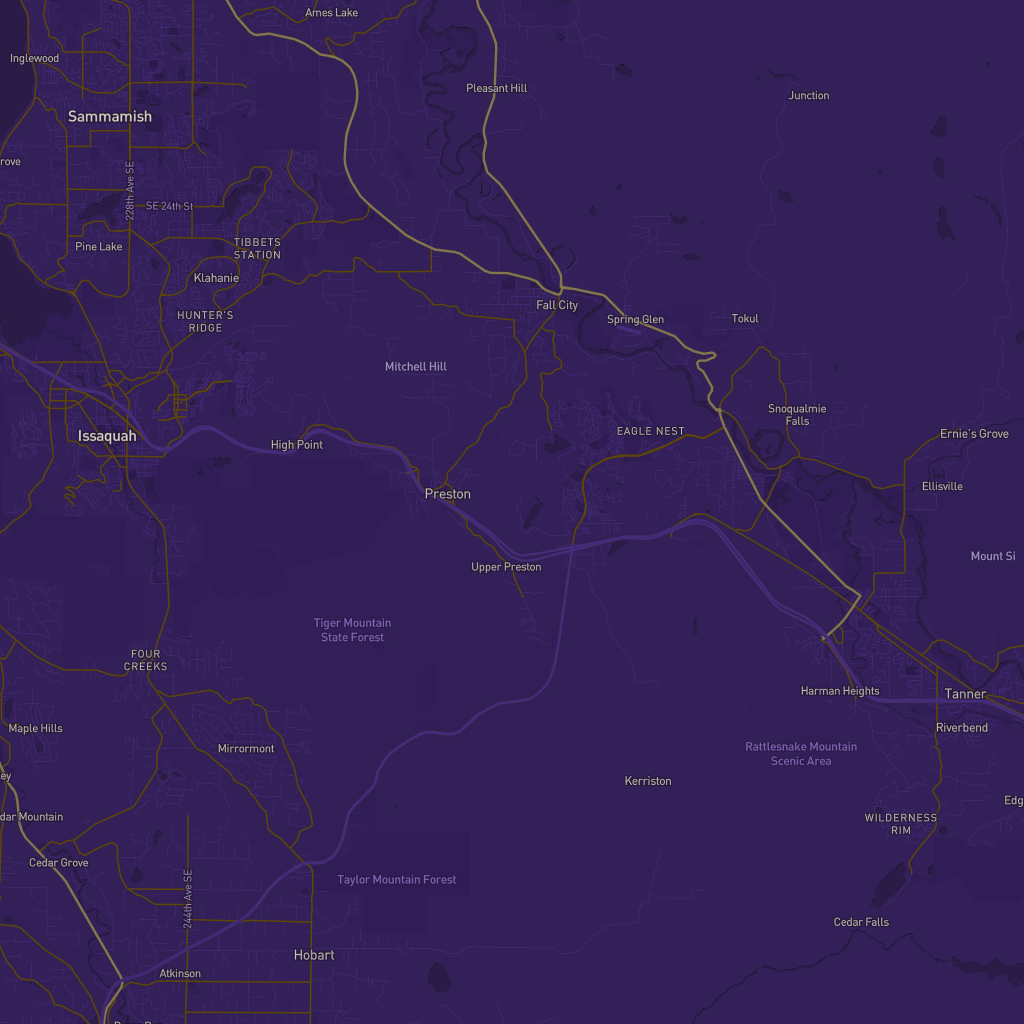 Ames Lake
Inglewood
Pleasant Hill
Junction
Sammamish
rove
228th Ave SE
SE 24th St
Pine Lake
TIBBETS
STATION
Klahanie
HUNTER'S
RIDGE
Fall City
Spring Glen
Tokul
Mitchell Hill
Snoqualmie
Falls
Issaquah
High Point
EAGLE NEST
Ernie's Grove
Preston
Ellisville
Mount Si
Upper Preston
Tiger Mountain
State Forest
FOUR
CREEKS
Harman Heights
Tanner
Maple Hills
Riverbend
Mirrormont
Rattlesnake Mountain
Scenic Area
ey
Kerriston
Edg
dar Mountain
WILDERNESS
RIM
Cedar Grove
Taylor Mountain Forest
244th Ave SE
Cedar Falls
Hobart
Atkinson